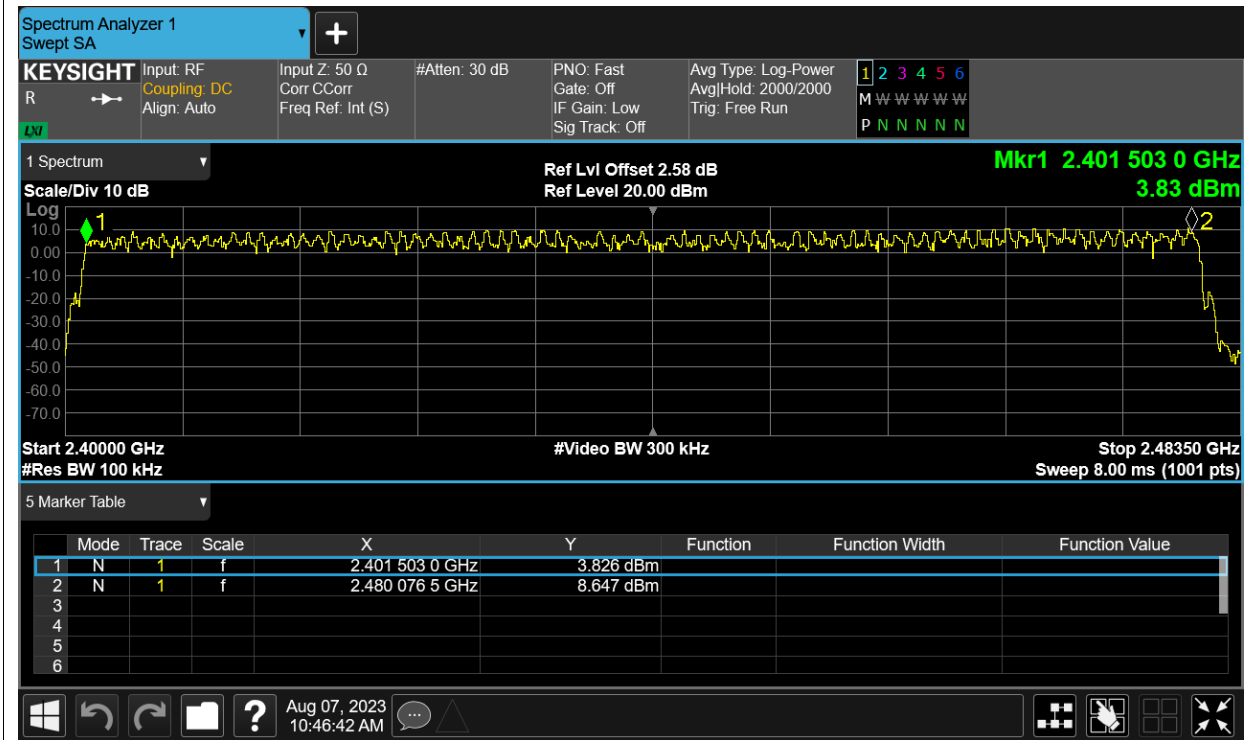 Spectrum Analyzer 1
Swept SA
KEYSIGHT
R
LXI
Input: RF
Coupling: DC
Align: Auto
Input Z: 50 Ω
Corr CCorr
Freq Ref: Int (S)
#Atten: 30 dB
PNO: Fast
Gate: Off
IF Gain: Low
Sig Track: Off
Avg Type: Log-Power
Avg|Hold: 2000/2000
Trig: Free Run
1 2 3 4 5 6
M W W W W W
P N N N N N
1 Spectrum
Scale/Div 10 dB
Ref Lvl Offset 2.58 dB
Ref Level 20.00 dBm
Mkr1 2.401 503 0 GHz
3.83 dBm
Log
10.0
0.00
-10.0
-20.0
-30.0
-40.0
-50.0
-60.0
-70.0
1
2
Start 2.40000 GHz
#Res BW 100 kHz
#Video BW 300 kHz
Stop 2.48350 GHz
Sweep 8.00 ms (1001 pts)
5 Marker Table
Mode Trace Scale X Y Function Function Width Function Value
1 N 1 f 2.401 503 0 GHz 3.826 dBm
2 N 1 f 2.480 076 5 GHz 8.647 dBm
3
4
5
6
?
Aug 07, 2023
10:46:42 AM